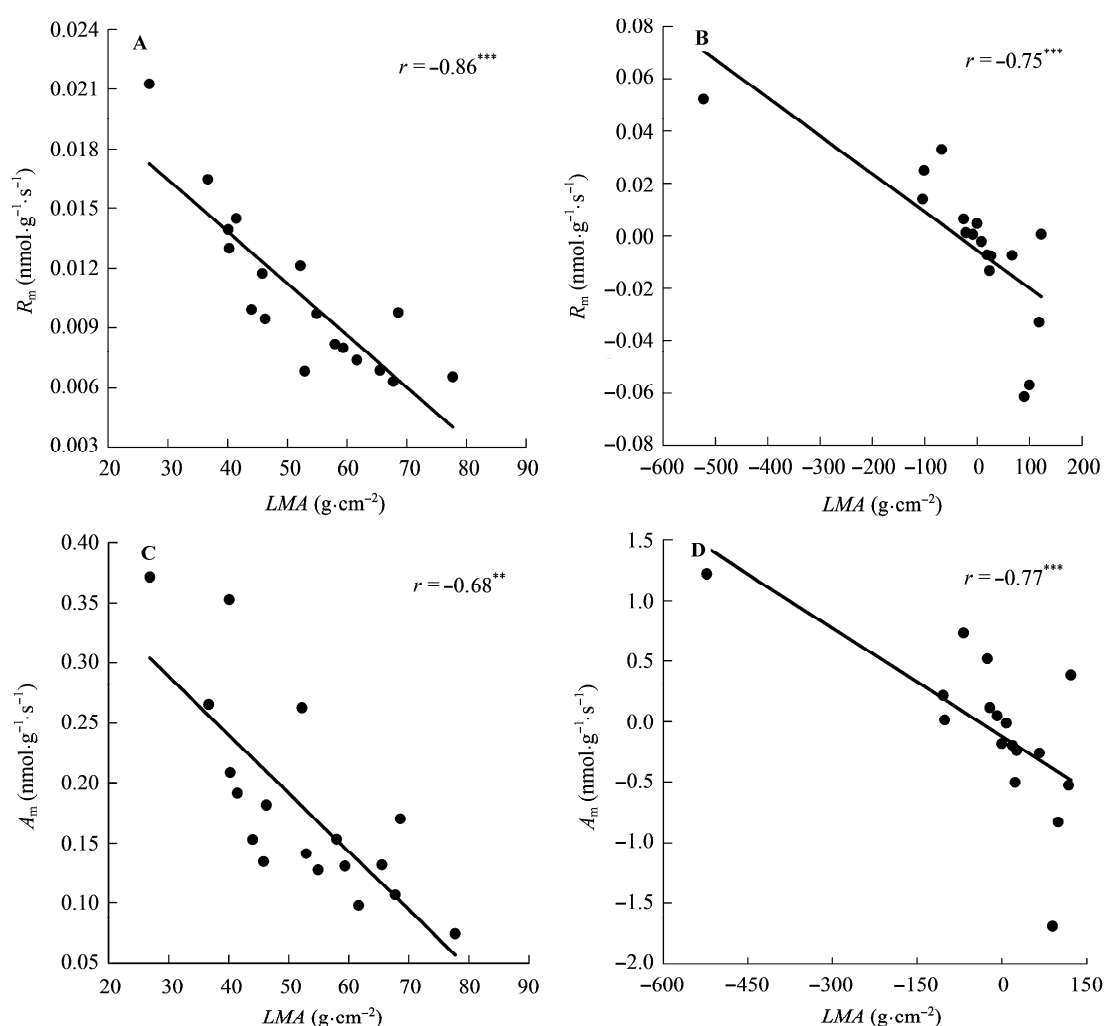 A
r = −0.86***
0.024
0.021
0.018
0.015
0.012
0.009
0.006
0.003
Rm (nmol·g⁻¹·s⁻¹)
20 30 40 50 60 70 80 90
LMA (g·cm⁻²)
B
r = −0.75***
0.08
0.06
0.04
0.02
0.00
−0.02
−0.04
−0.06
−0.08
Rm (nmol·g⁻¹·s⁻¹)
−600 −500 −400 −300 −200 −100 0 100 200
LMA (g·cm⁻²)
C
r = −0.68**
0.40
0.35
0.30
0.25
0.20
0.15
0.10
0.05
Am (nmol·g⁻¹·s⁻¹)
20 30 40 50 60 70 80 90
LMA (g·cm⁻²)
D
r = −0.77***
1.5
1.0
0.5
0.0
−0.5
−1.0
−1.5
−2.0
Am (nmol·g⁻¹·s⁻¹)
−600 −450 −300 −150 0 150
LMA (g·cm⁻²)